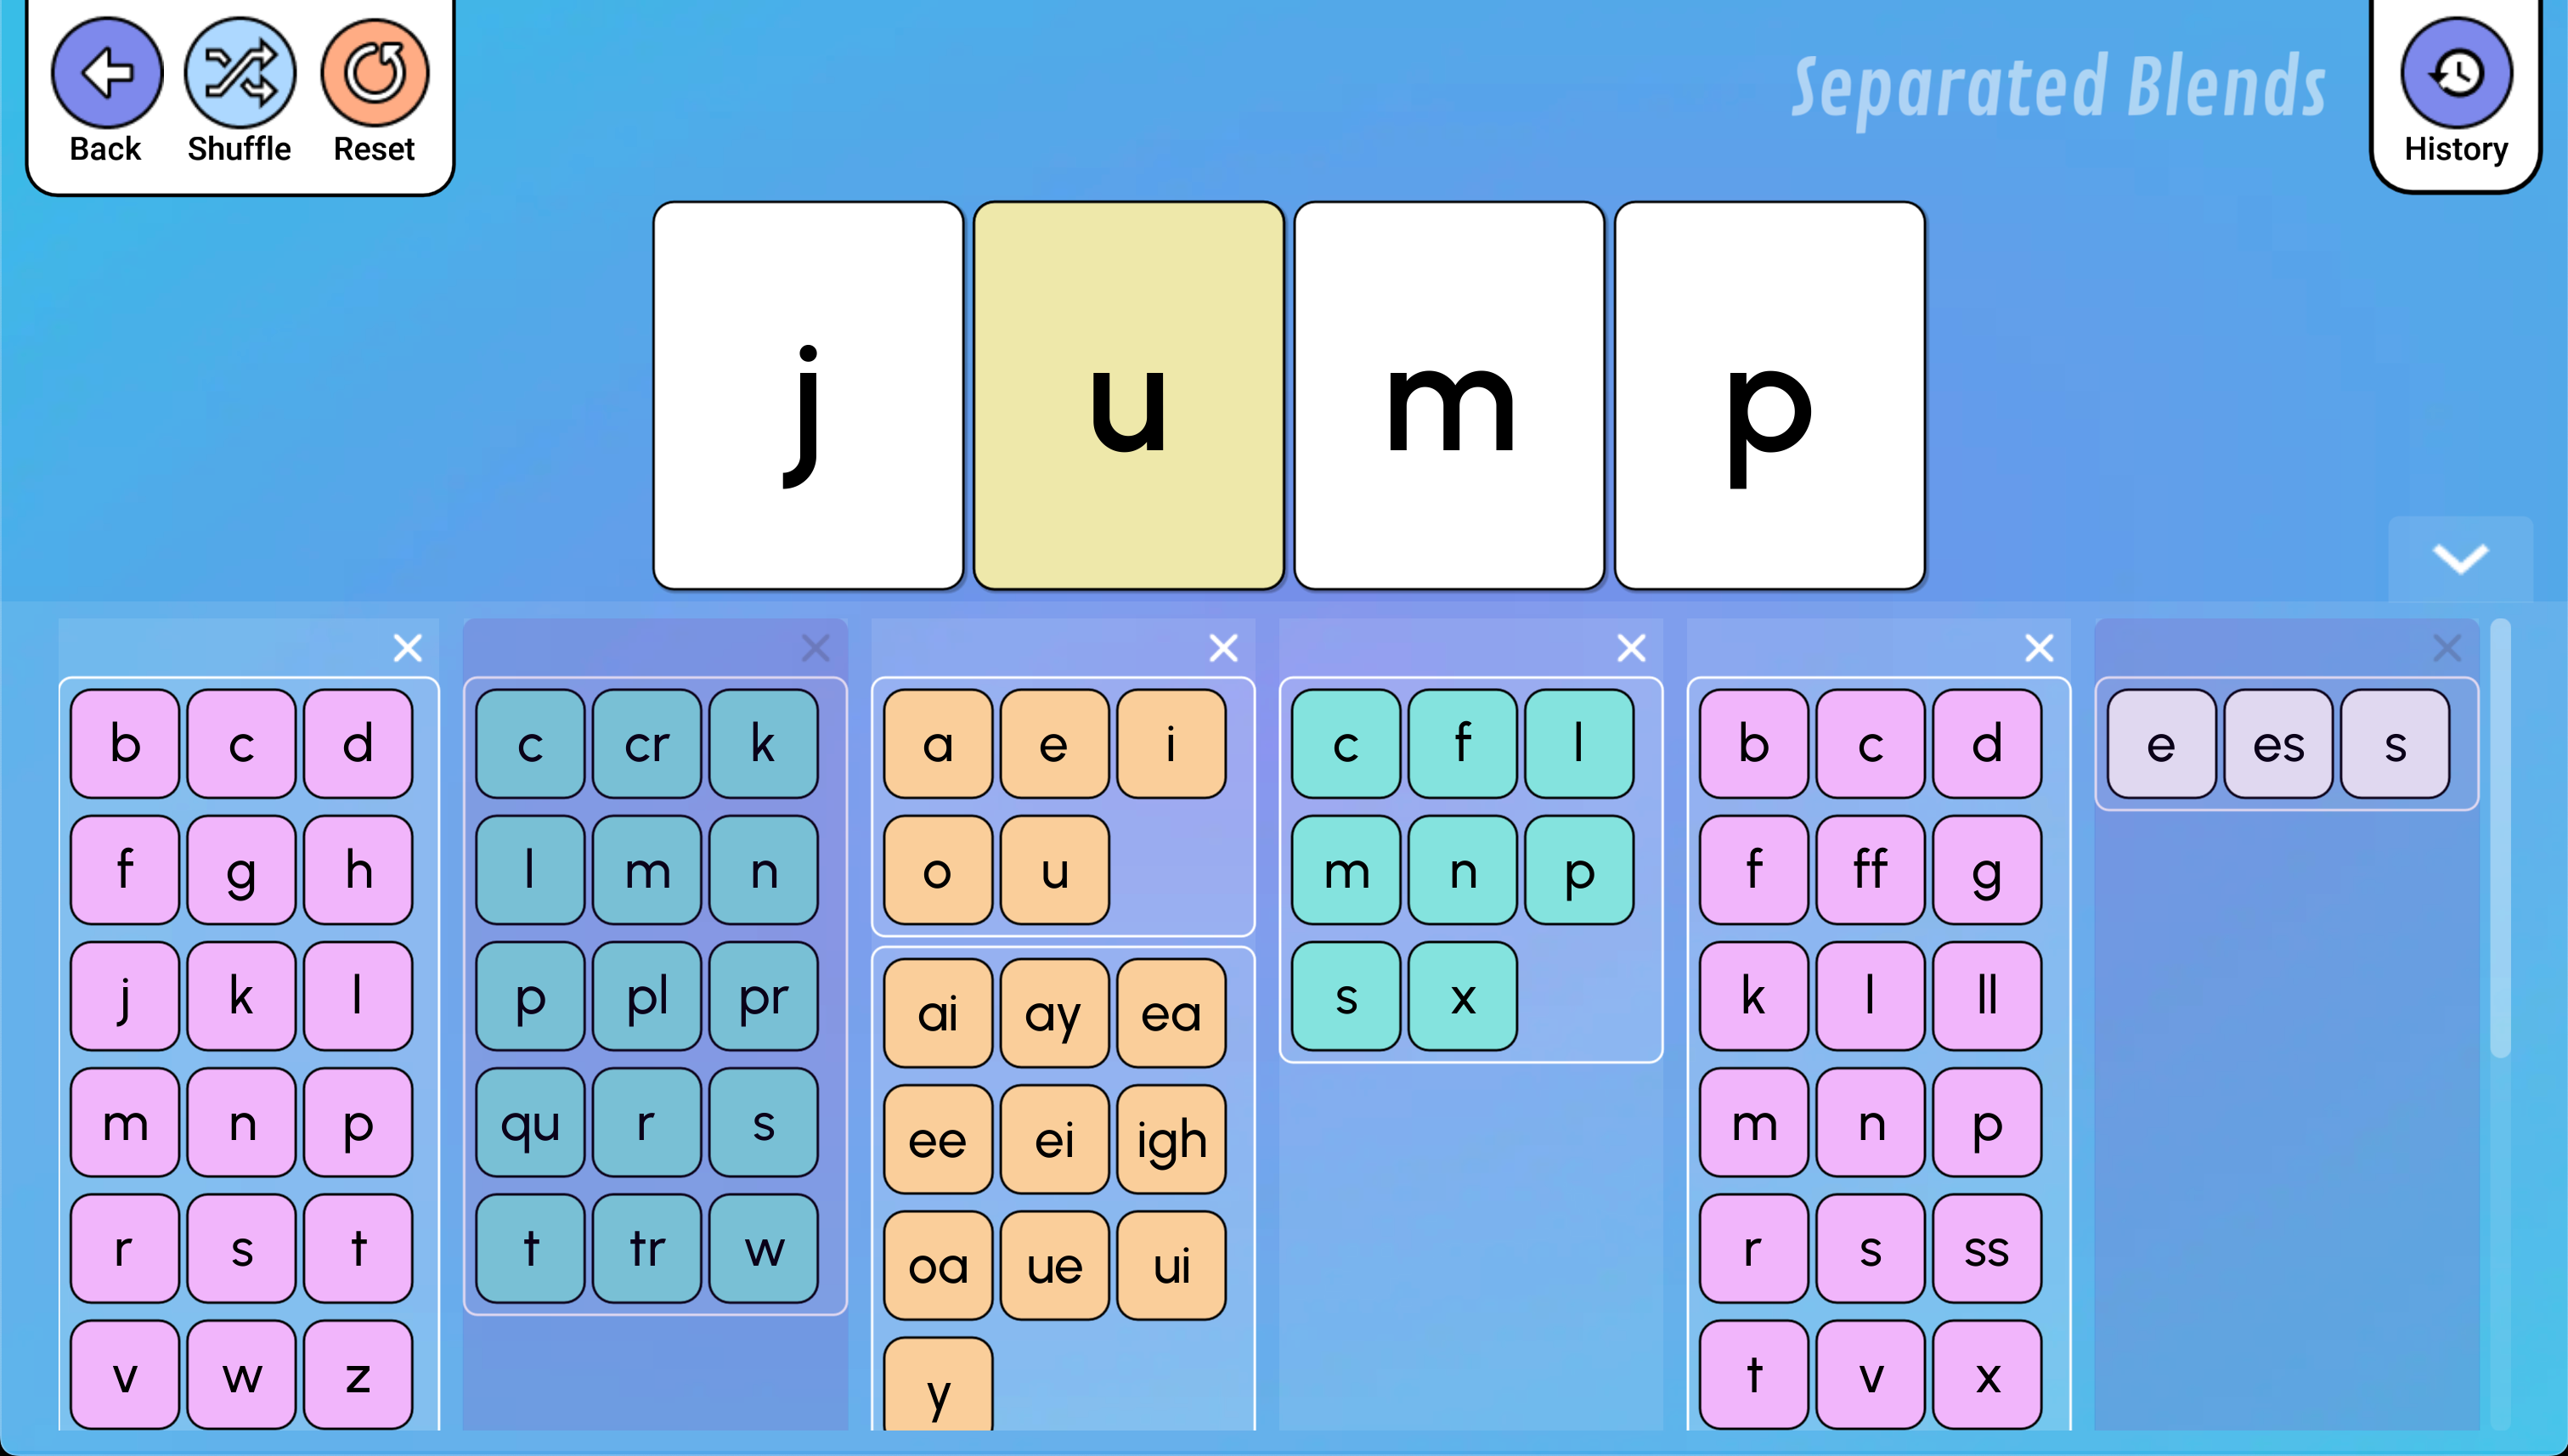 Back Shuffle Reset
Separated Blends
History
j u m p
b c d
f g h
j k l
m n p
r s t
v w z
c cr k
l m n
p pl pr
qu r s
t tr w
a e i
o u
ai ay ea
ee ei igh
oa ue ui
y
c f l
m n p
s x
b c d
f ff g
k l ll
m n p
r s ss
t v x
e es s